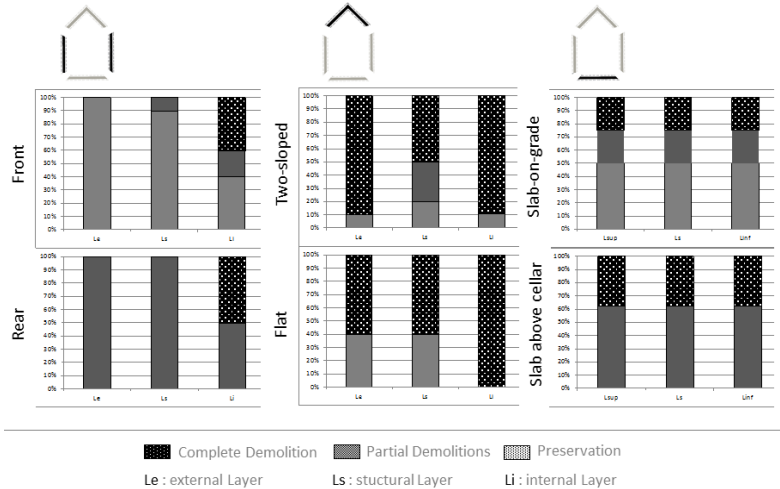 Front
100%
90%
80%
70%
60%
50%
40%
30%
20%
10%
0%
Le
Ls
Li
Two-sloped
100%
90%
80%
70%
60%
50%
40%
30%
20%
10%
0%
Le
Ls
Li
Slab-on-grade
100%
90%
80%
70%
60%
50%
40%
30%
20%
10%
0%
Lsup
Ls
Linf
Rear
100%
90%
80%
70%
60%
50%
40%
30%
20%
10%
0%
Le
Ls
Li
Flat
100%
90%
80%
70%
60%
50%
40%
30%
20%
10%
0%
Le
Ls
Li
Slab above cellar
100%
90%
80%
70%
60%
50%
40%
30%
20%
10%
0%
Lsup
Ls
Linf
Complete Demolition Partial Demolitions Preservation
Le : external Layer Ls : stuctural Layer Li : internal Layer